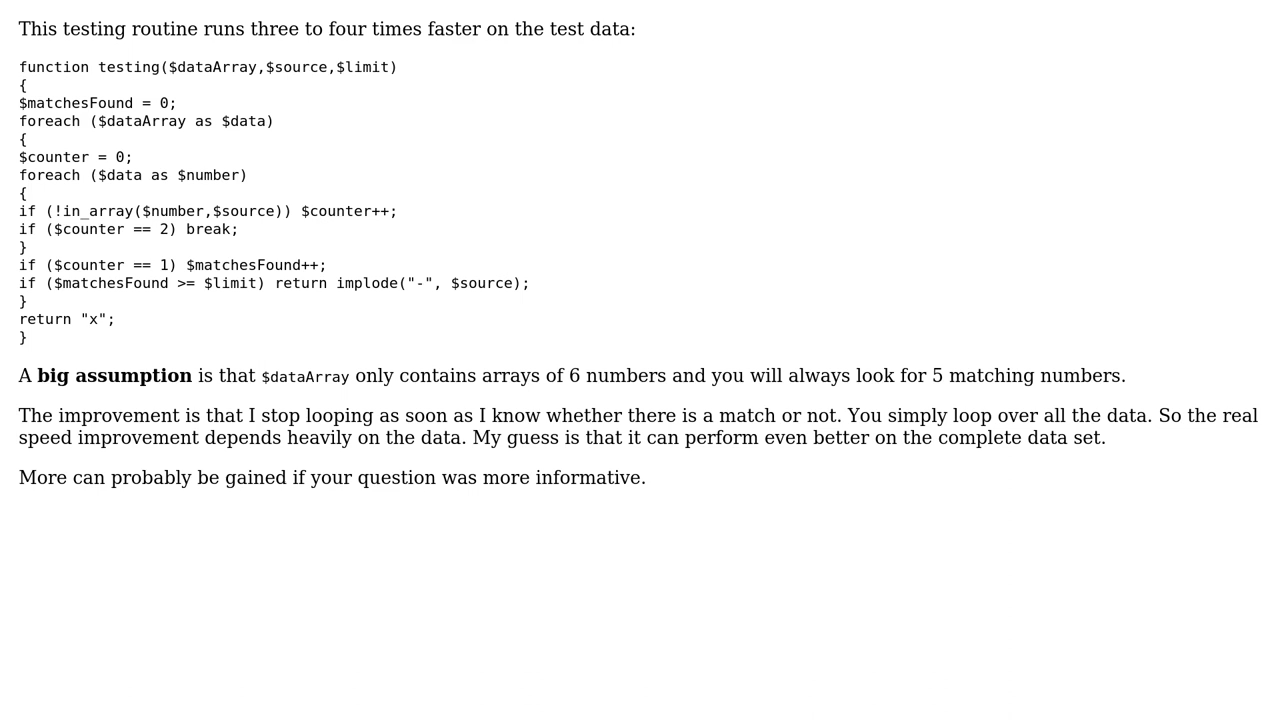 This testing routine runs three to four times faster on the test data:
function testing($dataArray,$source,$limit)
{
$matchesFound = 0;
foreach ($dataArray as $data)
{
$counter = 0;
foreach ($data as $number)
{
if (!in_array($number,$source)) $counter++;
if ($counter == 2) break;
}
if ($counter == 1) $matchesFound++;
if ($matchesFound >= $limit) return implode("-", $source);
}
return "x";
}
A big assumption is that $dataArray only contains arrays of 6 numbers and you will always look for 5 matching numbers.
The improvement is that I stop looping as soon as I know whether there is a match or not. You simply loop over all the data. So the real
speed improvement depends heavily on the data. My guess is that it can perform even better on the complete data set.
More can probably be gained if your question was more informative.